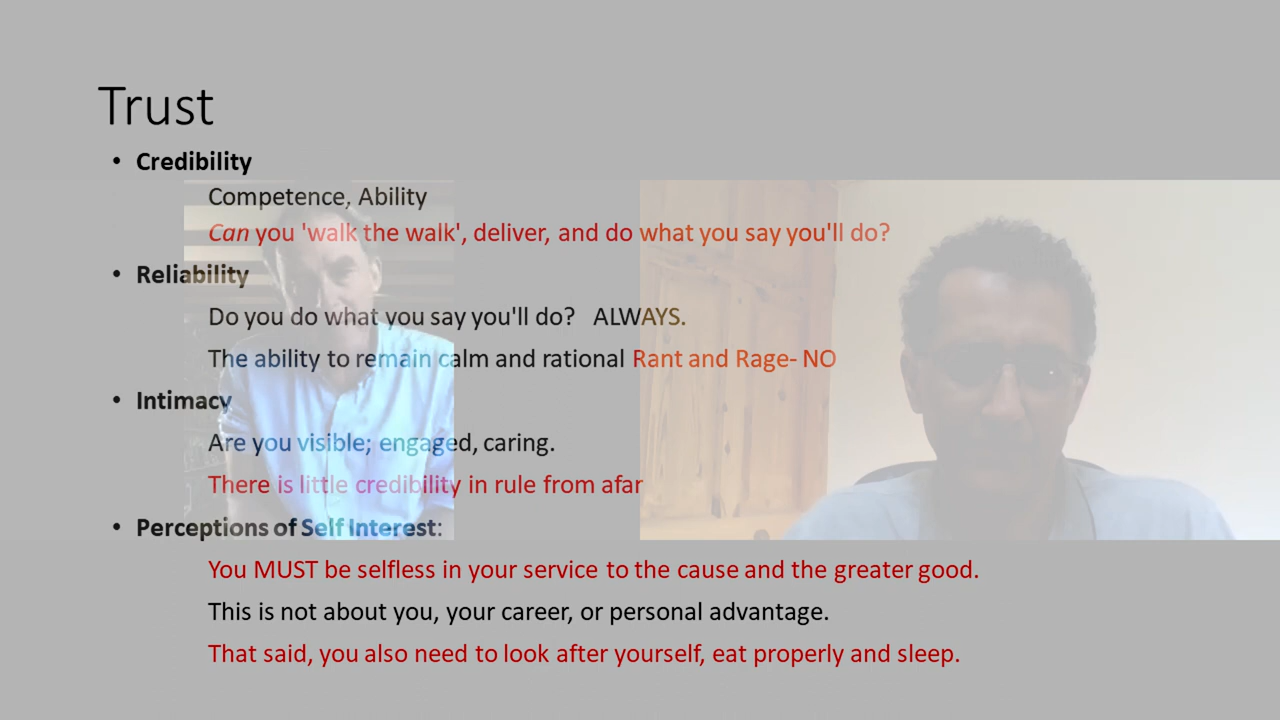 Trust
• Credibility
Competence, Ability
Can you 'walk the walk', deliver, and do what you say you'll do?
• Reliability
Do you do what you say you'll do? ALWAYS.
The ability to remain calm and rational Rant and Rage- NO
• Intimacy
Are you visible; engaged, caring.
There is little credibility in rule from afar
• Perceptions of Self Interest:
You MUST be selfless in your service to the cause and the greater good.
This is not about you, your career, or personal advantage.
That said, you also need to look after yourself, eat properly and sleep.